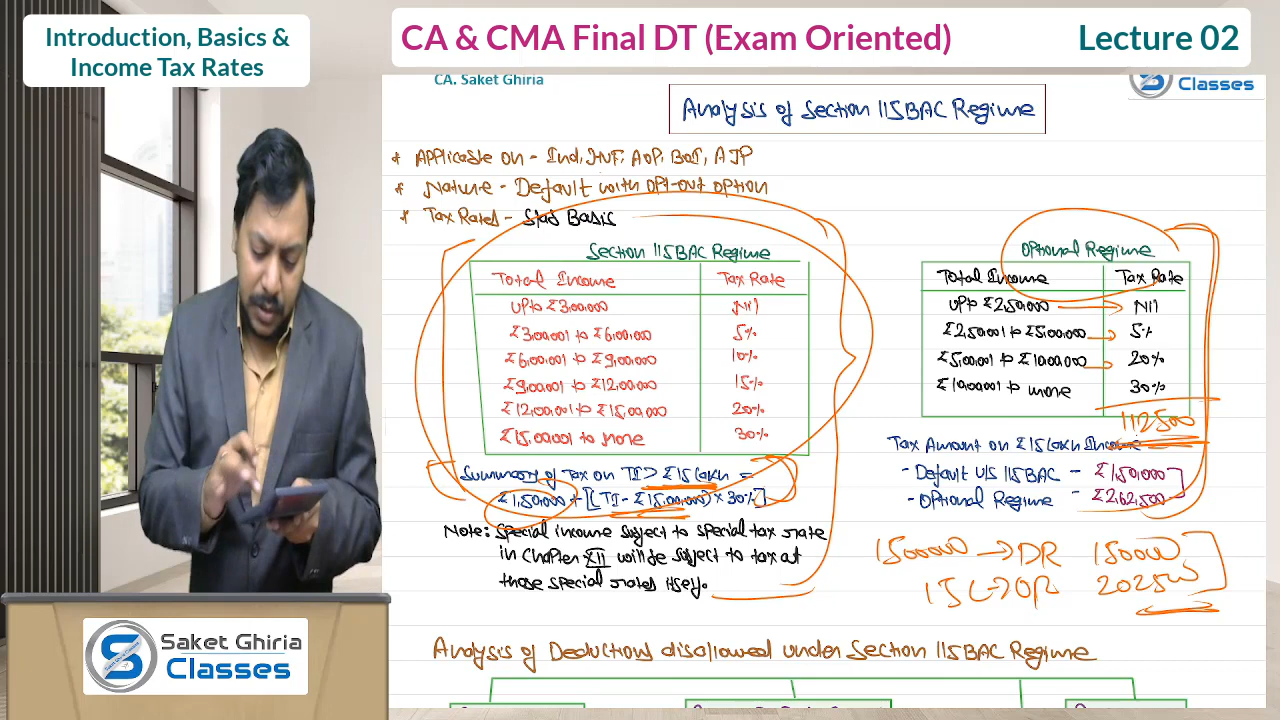 Introduction, Basics &
Income Tax Rates
CA & CMA Final DT (Exam Oriented)
Lecture 02
CA. Saket Ghiria
Classes
Analysis of Section 115BAC Regime
* Applicable on - Ind, HUF, AOP, BOI, AJP
* Nature - Default with opt-out option
* Tax Rates - Slab Basic
Section 115BAC Regime
Total Income Tax Rate
upto ₹3,00,000 Nil
₹3,00,001 to ₹6,00,000 5%
₹6,00,001 to ₹9,00,000 10%
₹9,00,001 to ₹12,00,000 15%
₹12,00,001 to ₹15,00,000 20%
₹15,00,001 to more 30%
Optional Regime
Total Income Tax Rate
upto ₹2,50,000 → Nil
₹2,50,001 to ₹5,00,000 → 5%
₹5,00,001 to ₹10,00,000 → 20%
₹10,00,001 to more 30%
112500
Summary of Tax on TI > ₹15 lakh =
₹1,50,000 + [(TI - ₹15,00,000) × 30%]
Note: Special income subject to special tax rate
in Chapter XII will be subject to tax at
those special rates itself.
Tax Amount on ₹15 lakh Income
- Default U/s 115BAC - ₹1,50,000
- Optional Regime - ₹2,62,500
1500000 → DR 150000
15L → OR 202500
Analysis of Deductions disallowed under Section 115BAC Regime
Saket Ghiria
Classes